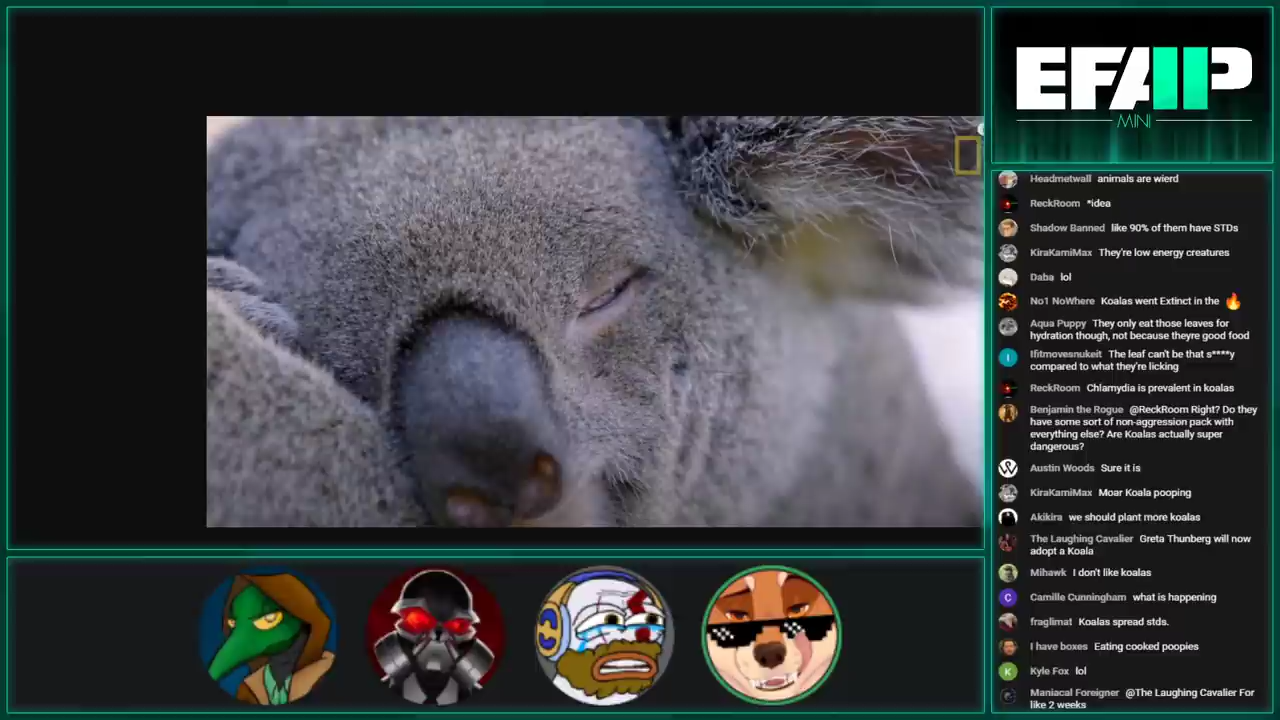 EFAP
MINI
Headmetwall animals are wierd
ReckRoom *idea
Shadow Banned like 90% of them have STDs
KiraKamiMax They're low energy creatures
Daba lol
No1 NoWhere Koalas went Extinct in the 🔥
Aqua Puppy They only eat those leaves for
hydration though, not because theyre good food
Ifitmovesnukeit The leaf can't be that s****y
compared to what they're licking
ReckRoom Chlamydia is prevalent in koalas
Benjamin the Rogue @ReckRoom Right? Do they
have some sort of non-aggression pack with
everything else? Are Koalas actually super
dangerous?
Austin Woods Sure it is
KiraKamiMax Moar Koala pooping
Akikira we should plant more koalas
The Laughing Cavalier Greta Thunberg will now
adopt a Koala
Mihawk I don't like koalas
C Camille Cunningham what is happening
fraglimat Koalas spread stds.
I have boxes Eating cooked poopies
K Kyle Fox lol
Maniacal Foreigner @The Laughing Cavalier For
like 2 weeks